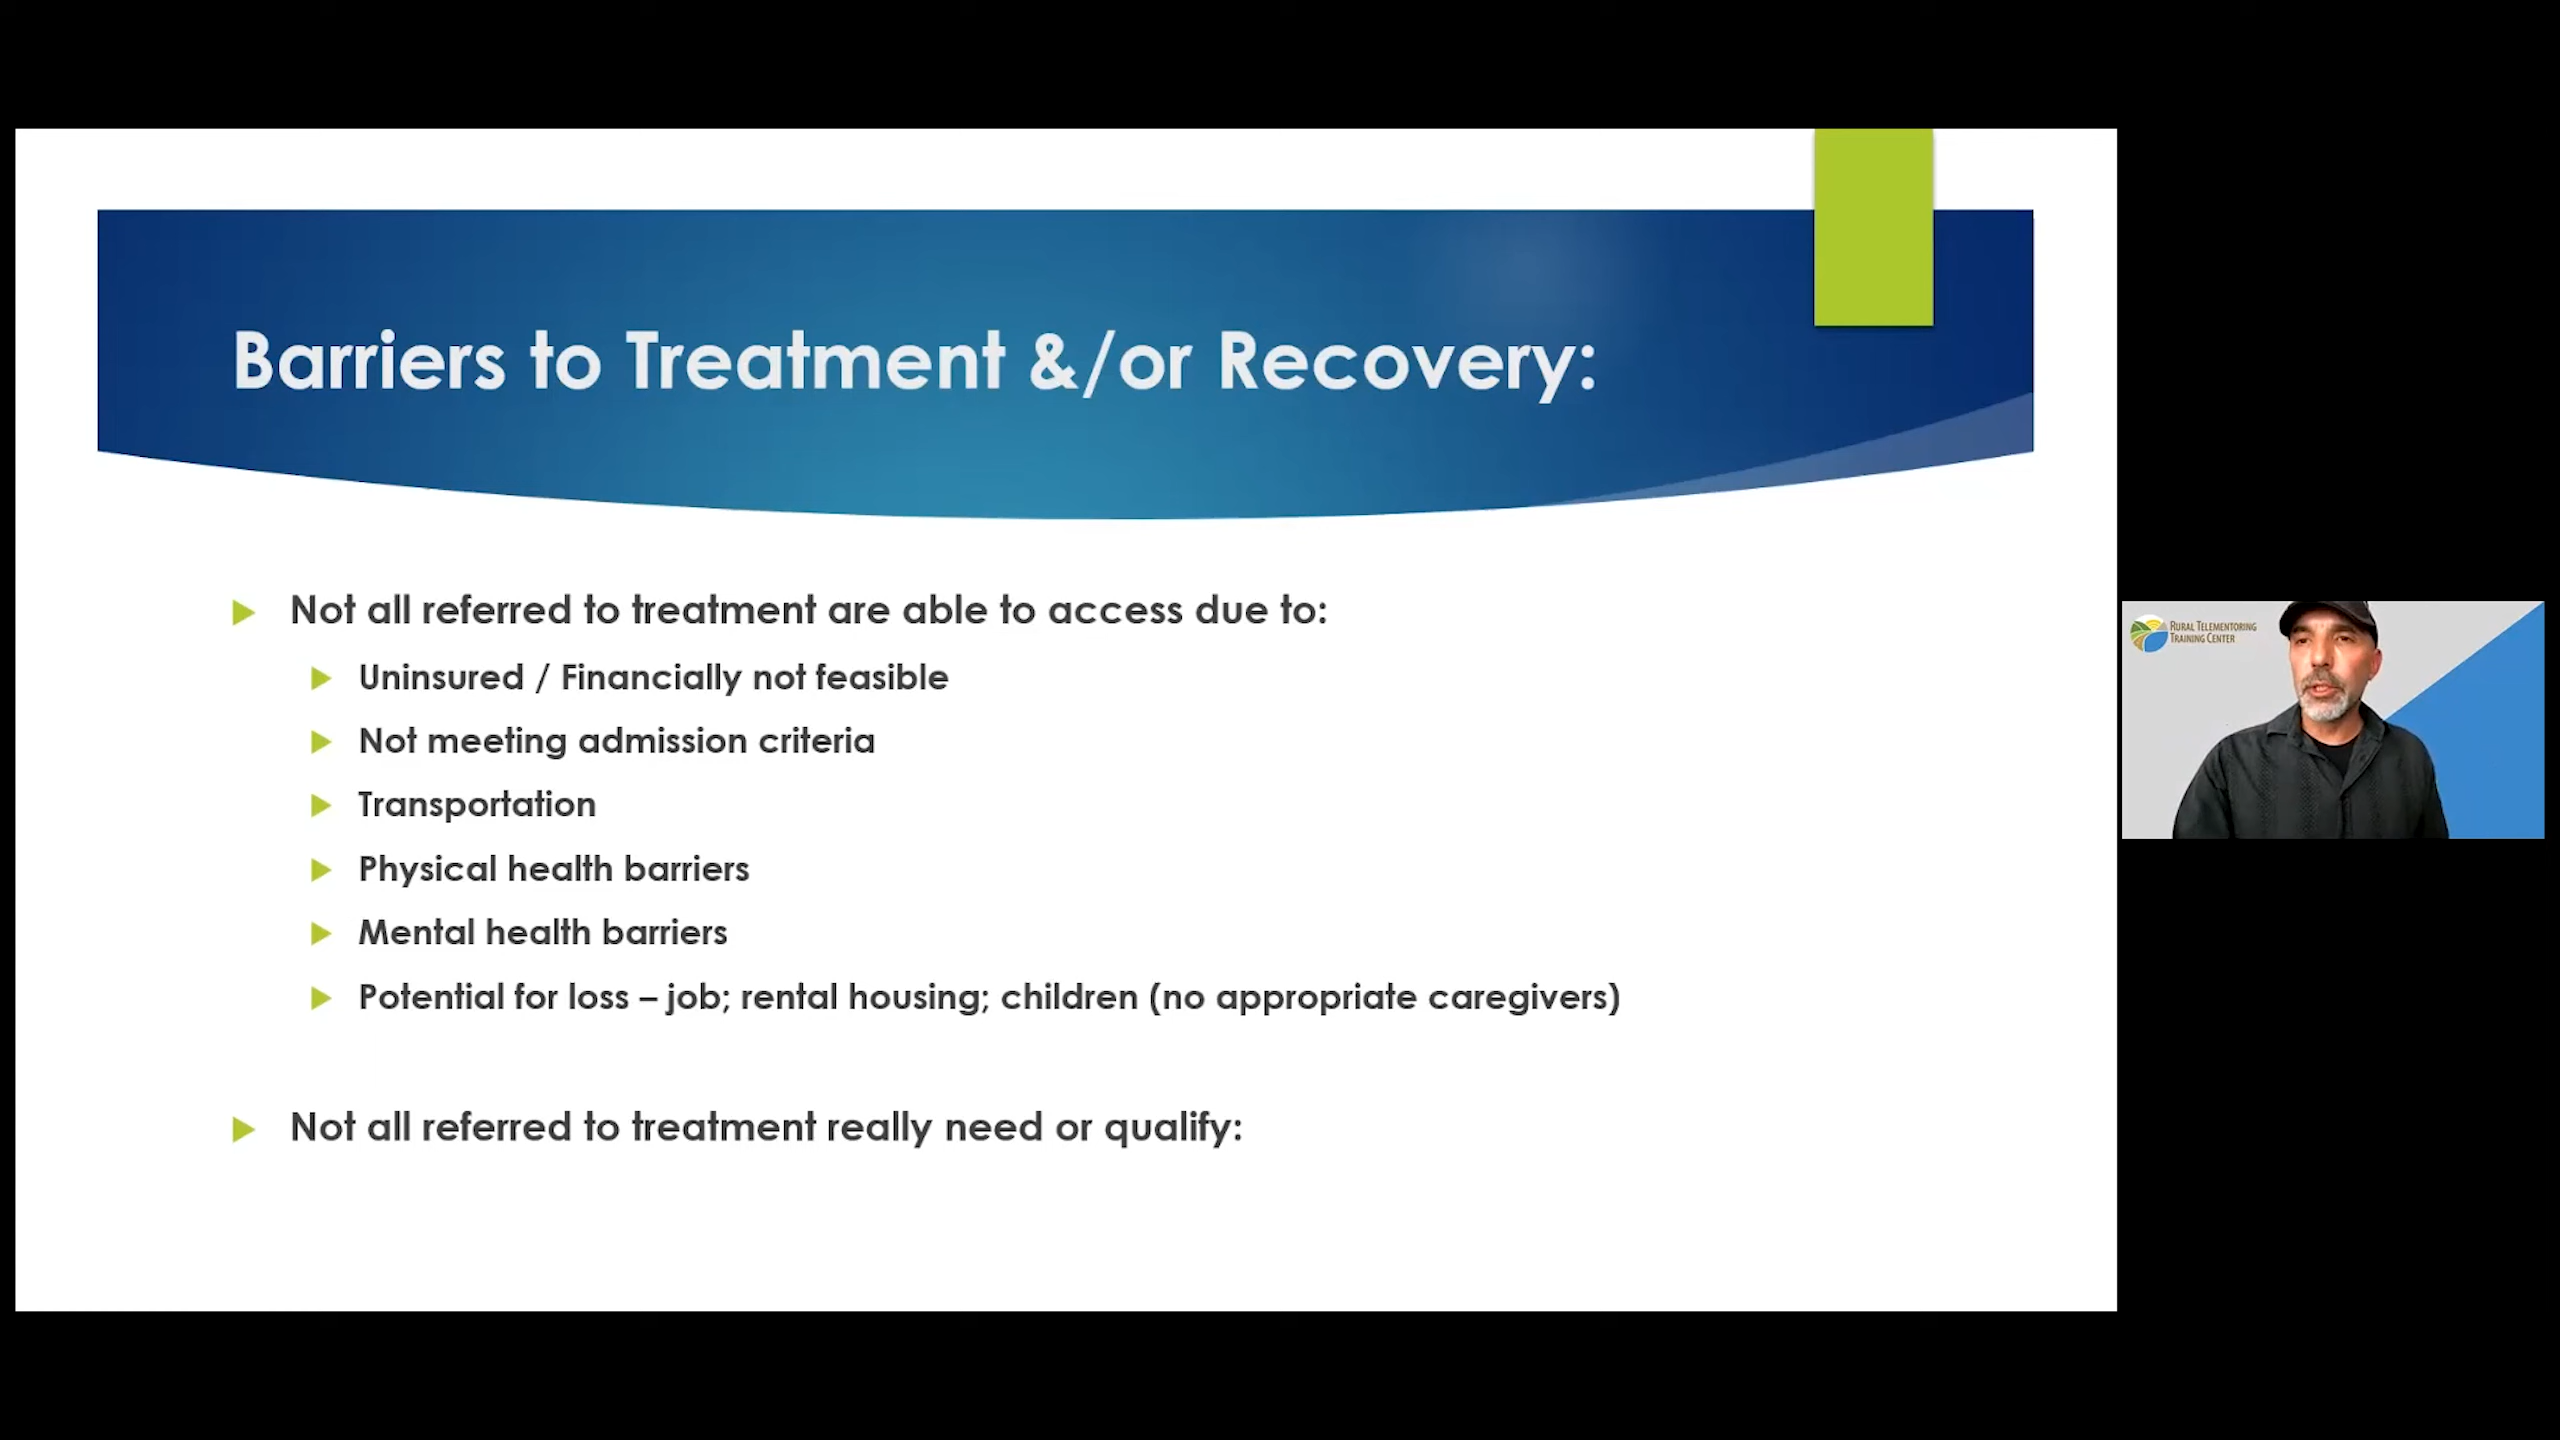 Barriers to Treatment &/or Recovery:
Not all referred to treatment are able to access due to:
Uninsured / Financially not feasible
Not meeting admission criteria
Transportation
Physical health barriers
Mental health barriers
Potential for loss – job; rental housing; children (no appropriate caregivers)
Not all referred to treatment really need or qualify:
RURAL TELEMENTORING
TRAINING CENTER